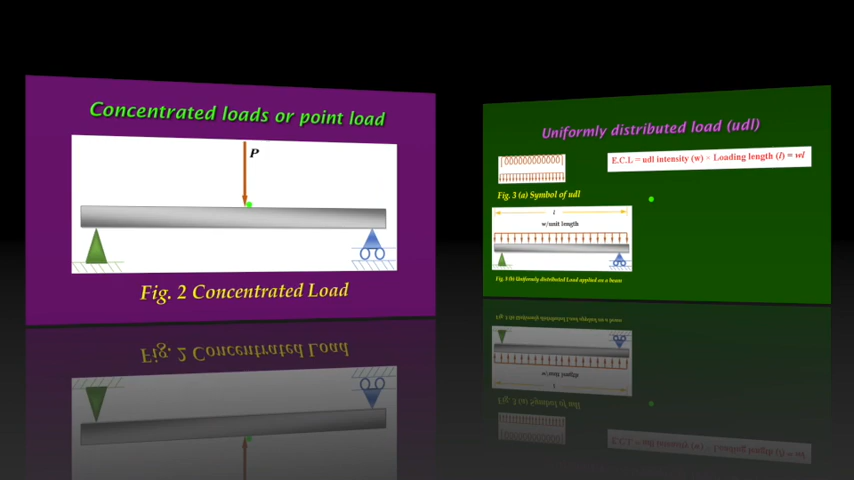 Concentrated loads or point load
P
Fig. 2 Concentrated Load
Uniformly distributed load (udl)
E.C.L = udl intensity (w) × Loading length (l) = wl
Fig. 3 (a) Symbol of udl
l
w/unit length
Fig. 3 (b) Uniformly distributed Load applied on a beam